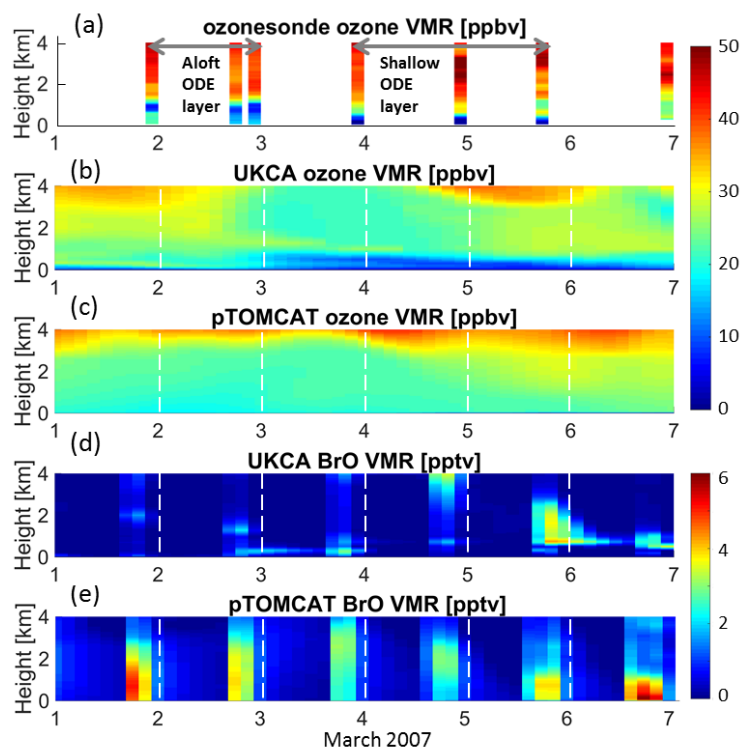 (a)
ozonesonde ozone VMR [ppbv]
Height [km]
4
2
0
Aloft
ODE
layer
Shallow
ODE
layer
1 2 3 4 5 6 7
(b)
UKCA ozone VMR [ppbv]
Height [km]
4
2
0
1 2 3 4 5 6 7
(c)
pTOMCAT ozone VMR [ppbv]
Height [km]
4
2
0
1 2 3 4 5 6 7
50
40
30
20
10
0
(d)
UKCA BrO VMR [pptv]
Height [km]
4
2
0
1 2 3 4 5 6 7
(e)
pTOMCAT BrO VMR [pptv]
Height [km]
4
2
0
1 2 3 4 5 6 7
March 2007
6
5
4
3
2
1
0